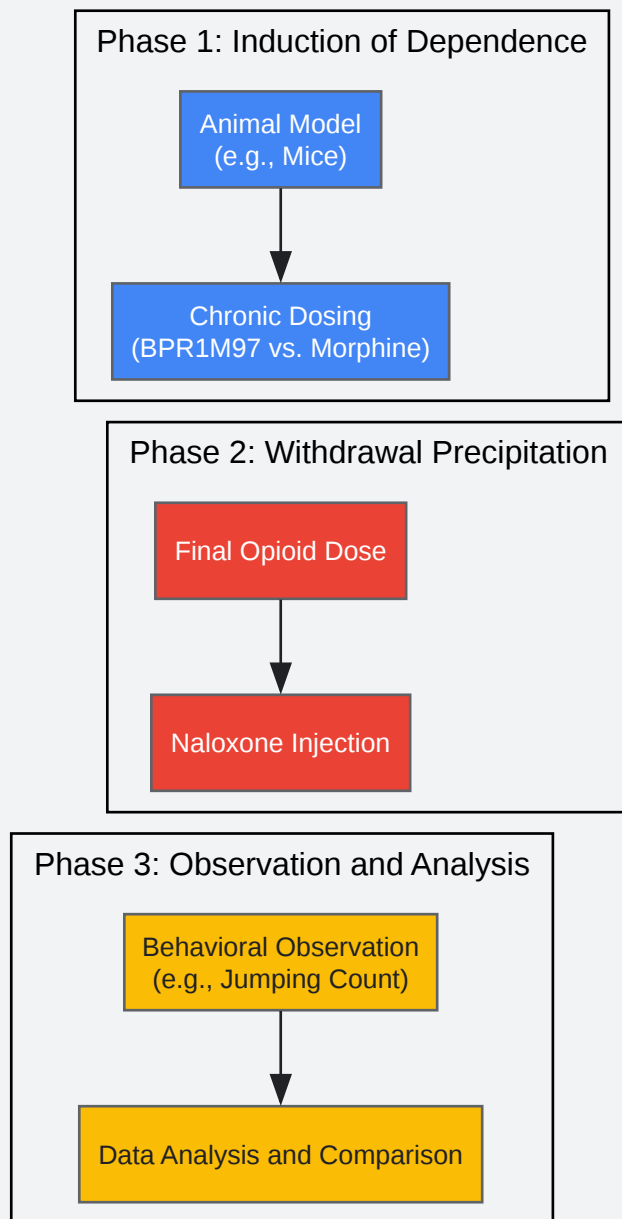 Phase 1: Induction of Dependence
Animal Model
(e.g., Mice)
Chronic Dosing
(BPR1M97 vs. Morphine)
Phase 2: Withdrawal Precipitation
Final Opioid Dose
Naloxone Injection
Phase 3: Observation and Analysis
Behavioral Observation
(e.g., Jumping Count)
Data Analysis and Comparison